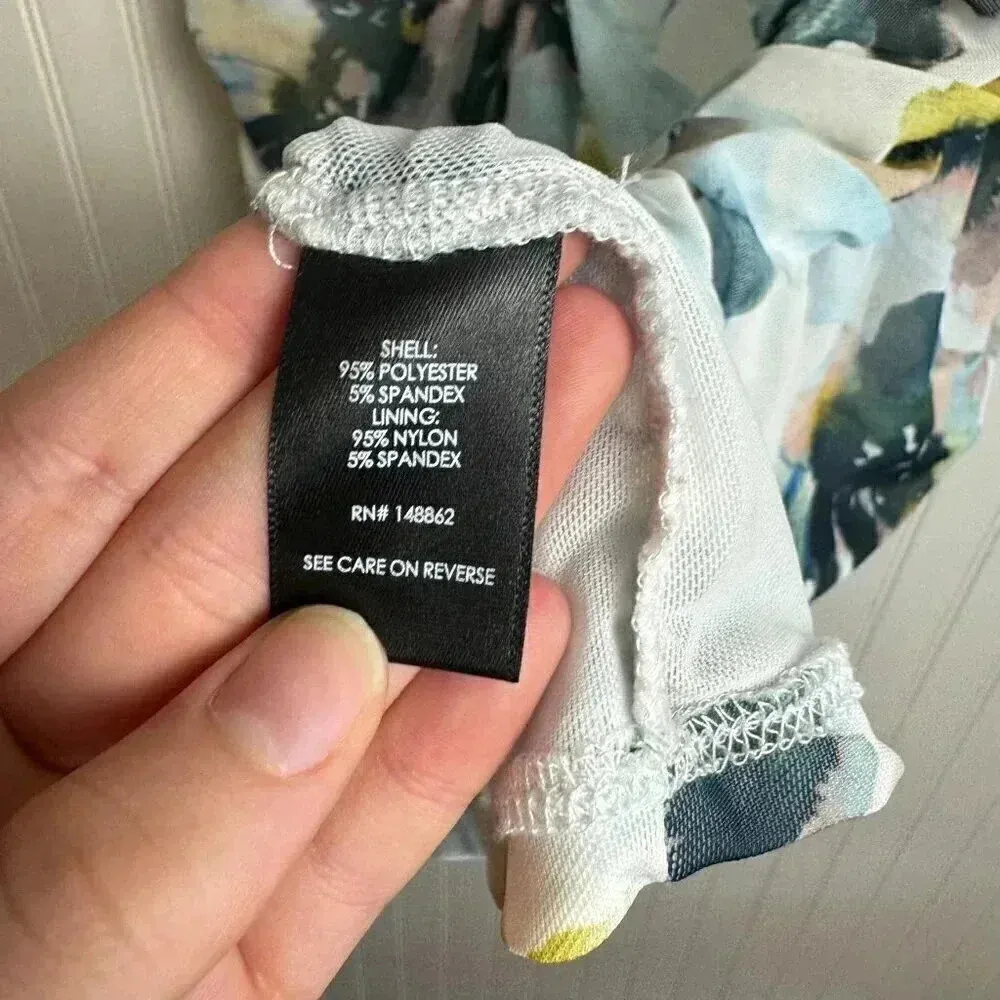 SHELL:
95% POLYESTER
5% SPANDEX
LINING:
95% NYLON
5% SPANDEX
RN# 148862
SEE CARE ON REVERSE